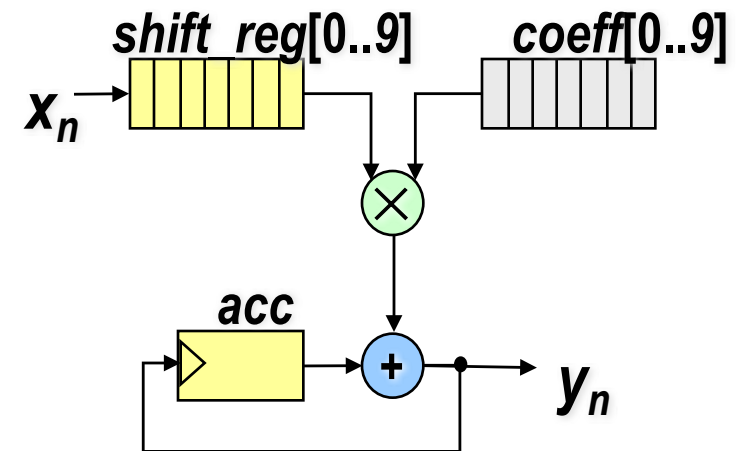 shift_reg[0..9]
coeff[0..9]
xn
×
acc
+
yn